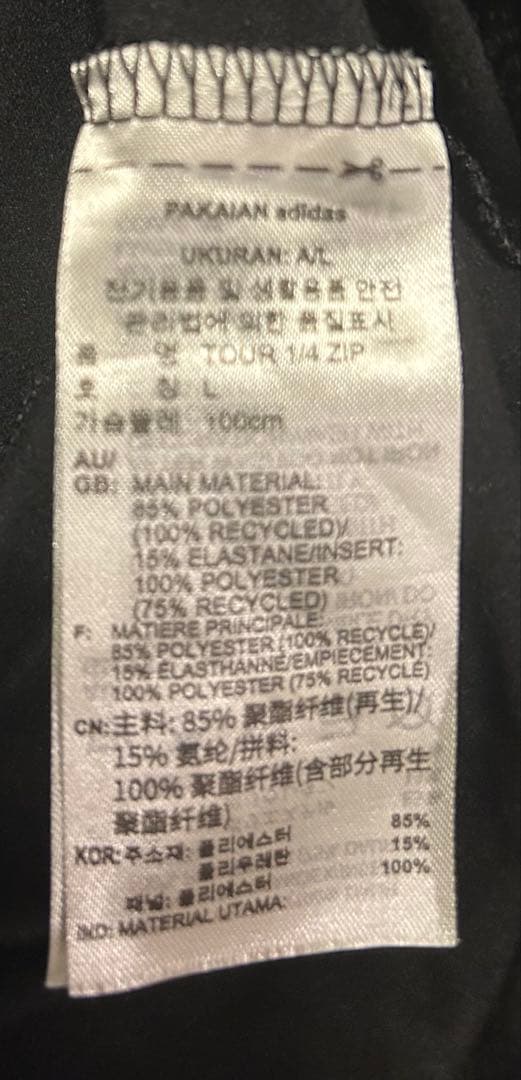 PAKAIAN adidas
UKURAN: A/L
전기용품 및 생활용품 안전
관리법에 의한 품질표시
품 명 TOUR 1/4 ZIP
호 칭 L
가슴둘레 100cm
AU/
GB: MAIN MATERIAL:
85% POLYESTER
(100% RECYCLED)/
15% ELASTANE/INSERT:
100% POLYESTER
(75% RECYCLED)
F: MATIERE PRINCIPALE:
85% POLYESTER (100% RECYCLÉ)/
15% ÉLASTHANNE/EMPIECEMENT:
100% POLYESTER (75% RECYCLÉ)
CN: 主料: 85% 聚酯纤维(再生)/
15% 氨纶/拼料:
100% 聚酯纤维(含部分再生
聚酯纤维)
KOR: 주소재: 폴리에스터 85%
폴리우레탄 15%
패널: 폴리에스터 100%
IND: MATERIAL UTAMA: